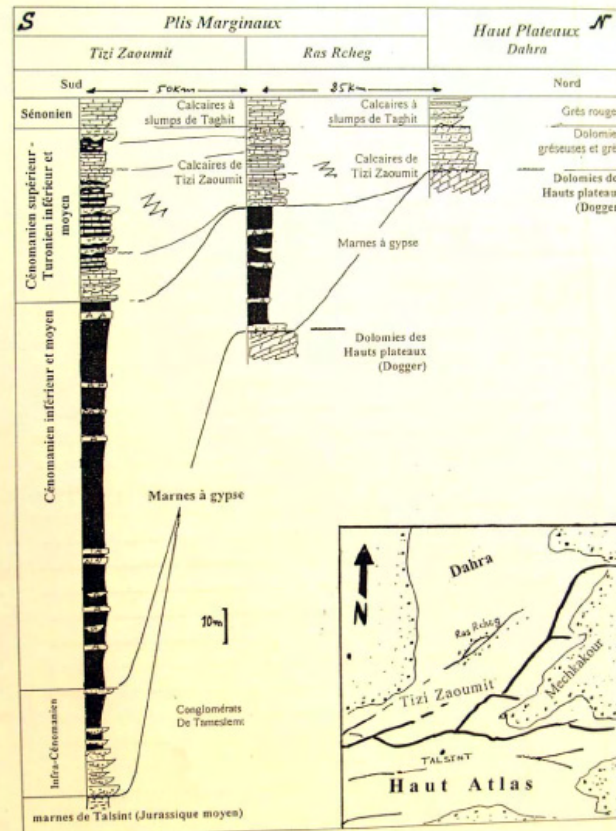 S
Plis Marginaux
Haut Plateaux
N
Tizi Zaoumit
Ras Rcheg
Dahra
Sud
50km
35km
Nord
Sénonien
Calcaires à
slumps de Taghit
Calcaires à
slumps de Taghit
Grès rouge
Dolomie
gréseuses et grè
Cénomanien supérieur -
Turonien inférieur et
moyen
Calcaires de
Tizi Zaoumit
Calcaires de
Tizi Zaoumit
Dolomies de
Hauts plateaux
(Dogger)
Marnes à gypse
Dolomies des
Hauts plateaux
(Dogger)
Cénomanien inférieur et moyen
Marnes à gypse
10m
Infra-Cénomanien
Conglomérats
marnes de Talsint (Jurassique moyen)
N
Dahra
Ras Rcheg
Mechkakour
Tizi Zaoumit
TALSINT
Haut Atlas